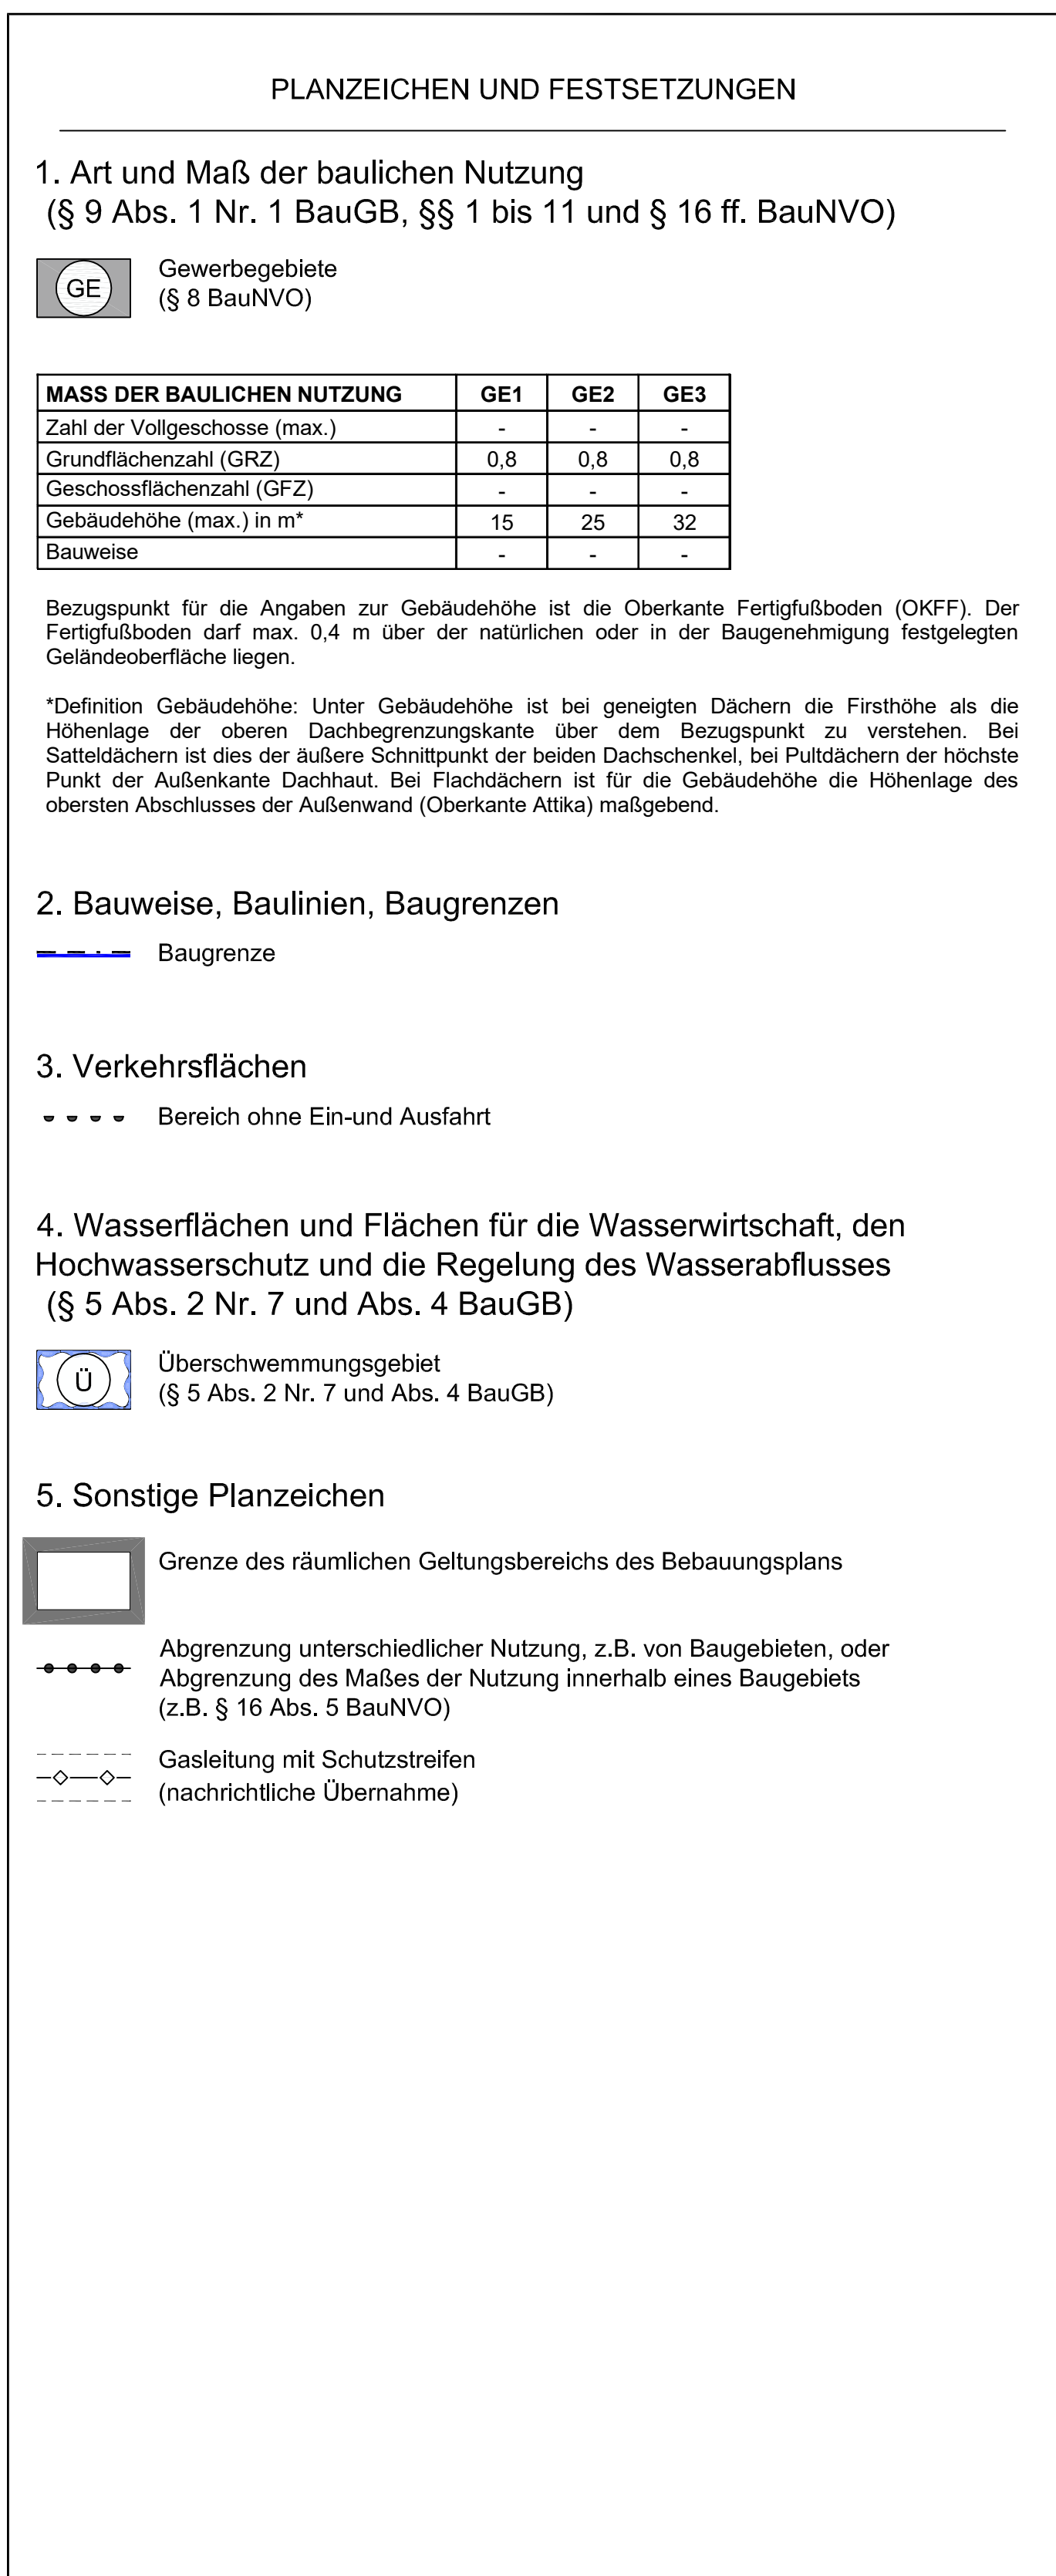 PLANZEICHEN UND FESTSETZUNGEN
1. Art und Maß der baulichen Nutzung
(§ 9 Abs. 1 Nr. 1 BauGB, §§ 1 bis 11 und § 16 ff. BauNVO)
GE
Gewerbegebiete
(§ 8 BauNVO)
MASS DER BAULICHEN NUTZUNG GE1 GE2 GE3
Zahl der Vollgeschosse (max.) - - -
Grundflächenzahl (GRZ) 0,8 0,8 0,8
Geschossflächenzahl (GFZ) - - -
Gebäudehöhe (max.) in m* 15 25 32
Bauweise - - -
Bezugspunkt für die Angaben zur Gebäudehöhe ist die Oberkante Fertigfußboden (OKFF). Der
Fertigfußboden darf max. 0,4 m über der natürlichen oder in der Baugenehmigung festgelegten
Geländeoberfläche liegen.
*Definition Gebäudehöhe: Unter Gebäudehöhe ist bei geneigten Dächern die Firsthöhe als die
Höhenlage der oberen Dachbegrenzungskante über dem Bezugspunkt zu verstehen. Bei
Satteldächern ist dies der äußere Schnittpunkt der beiden Dachschenkel, bei Pultdächern der höchste
Punkt der Außenkante Dachhaut. Bei Flachdächern ist für die Gebäudehöhe die Höhenlage des
obersten Abschlusses der Außenwand (Oberkante Attika) maßgebend.
2. Bauweise, Baulinien, Baugrenzen
Baugrenze
3. Verkehrsflächen
Bereich ohne Ein-und Ausfahrt
4. Wasserflächen und Flächen für die Wasserwirtschaft, den
Hochwasserschutz und die Regelung des Wasserabflusses
(§ 5 Abs. 2 Nr. 7 und Abs. 4 BauGB)
Ü
Überschwemmungsgebiet
(§ 5 Abs. 2 Nr. 7 und Abs. 4 BauGB)
5. Sonstige Planzeichen
Grenze des räumlichen Geltungsbereichs des Bebauungsplans
Abgrenzung unterschiedlicher Nutzung, z.B. von Baugebieten, oder
Abgrenzung des Maßes der Nutzung innerhalb eines Baugebiets
(z.B. § 16 Abs. 5 BauNVO)
Gasleitung mit Schutzstreifen
(nachrichtliche Übernahme)